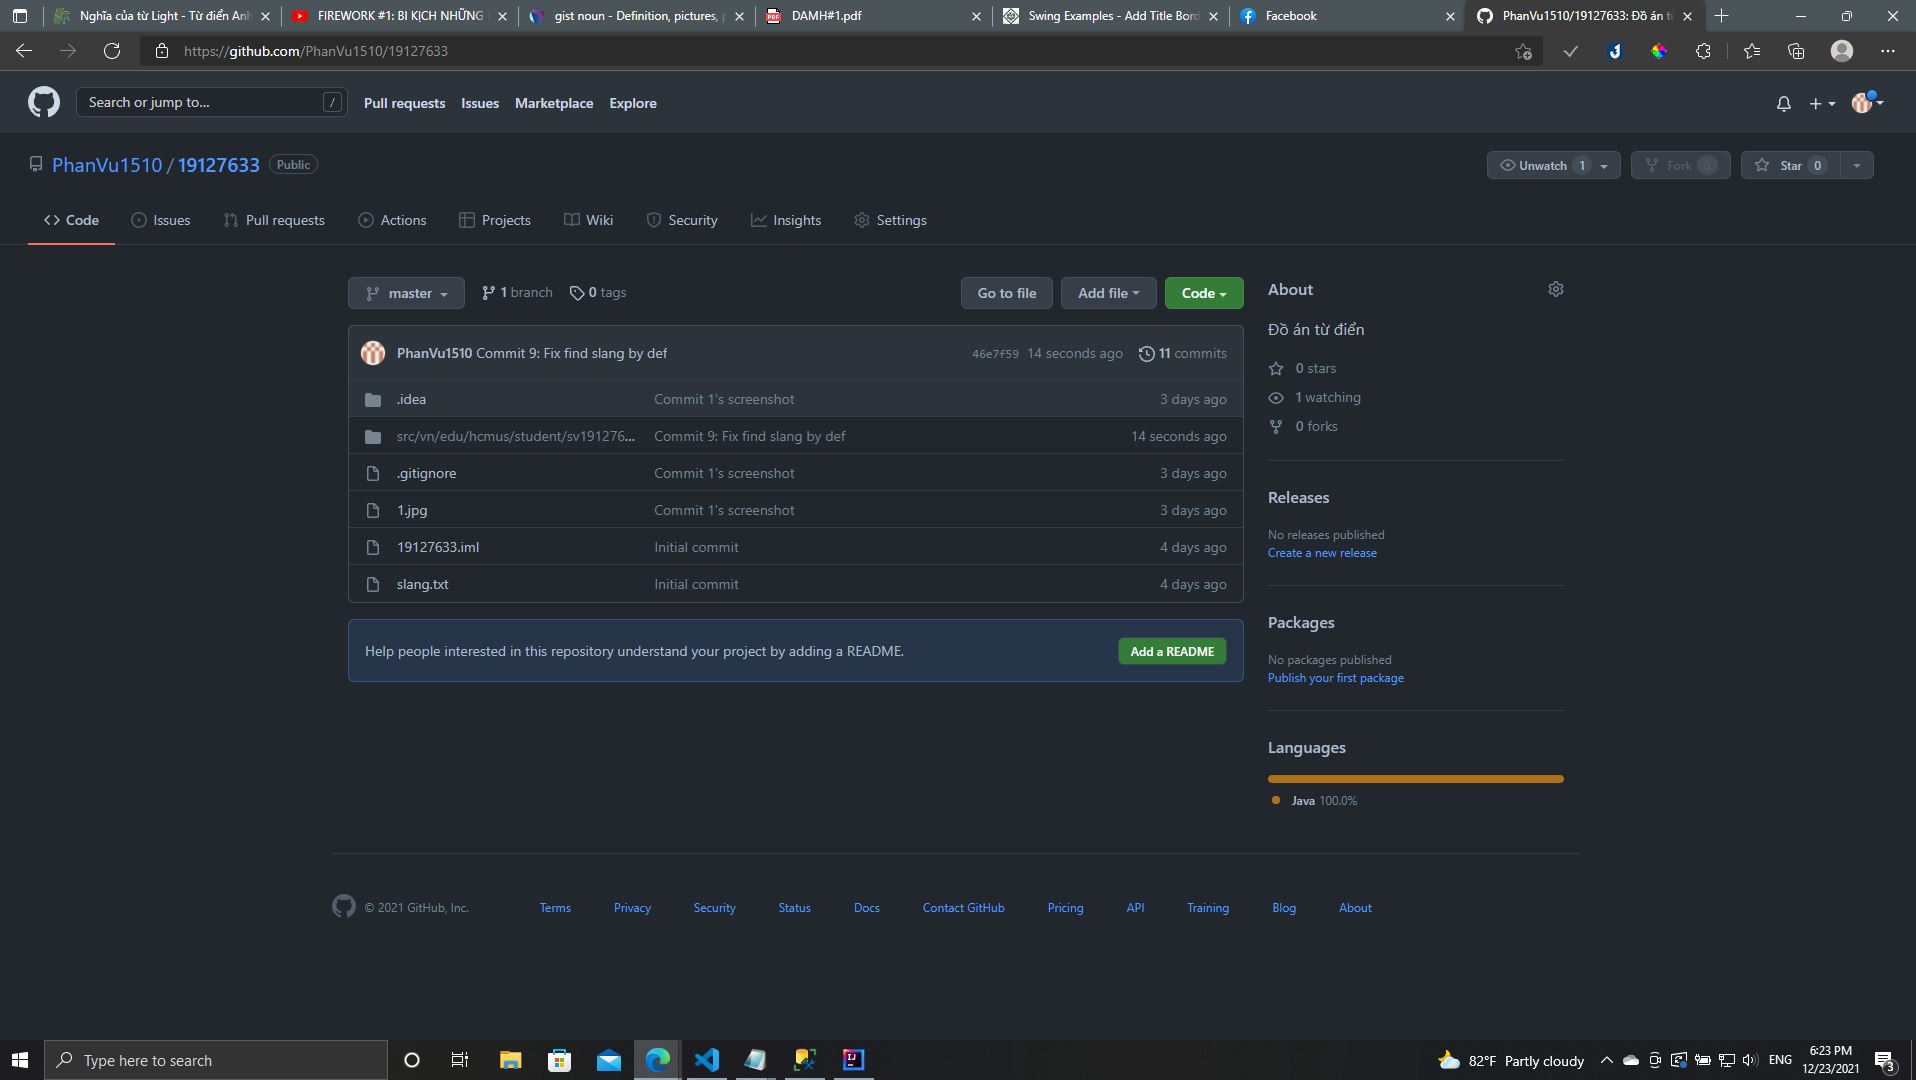 Nghĩa của từ Light - Từ điển Anh
FIREWORK #1: BI KỊCH NHỮNG
gist noun - Definition, pictures, p
DAMH#1.pdf
Swing Examples - Add Title Bord
Facebook
PhanVu1510/19127633: Đồ án từ
https://github.com/PhanVu1510/19127633
Search or jump to...
/
Pull requests
Issues
Marketplace
Explore
PhanVu1510 / 19127633
Public
Unwatch 1
Fork 0
Star 0
Code
Issues
Pull requests
Actions
Projects
Wiki
Security
Insights
Settings
master
1 branch
0 tags
Go to file
Add file
Code
PhanVu1510 Commit 9: Fix find slang by def
46e7f59 14 seconds ago
11 commits
.idea
Commit 1's screenshot
3 days ago
src/vn/edu/hcmus/student/sv191276...
Commit 9: Fix find slang by def
14 seconds ago
.gitignore
Commit 1's screenshot
3 days ago
1.jpg
Commit 1's screenshot
3 days ago
19127633.iml
Initial commit
4 days ago
slang.txt
Initial commit
4 days ago
Help people interested in this repository understand your project by adding a README.
Add a README
About
Đồ án từ điển
0 stars
1 watching
0 forks
Releases
No releases published
Create a new release
Packages
No packages published
Publish your first package
Languages
Java 100.0%
© 2021 GitHub, Inc.
Terms
Privacy
Security
Status
Docs
Contact GitHub
Pricing
API
Training
Blog
About
Type here to search
82°F Partly cloudy
ENG
6:23 PM
12/23/2021
3